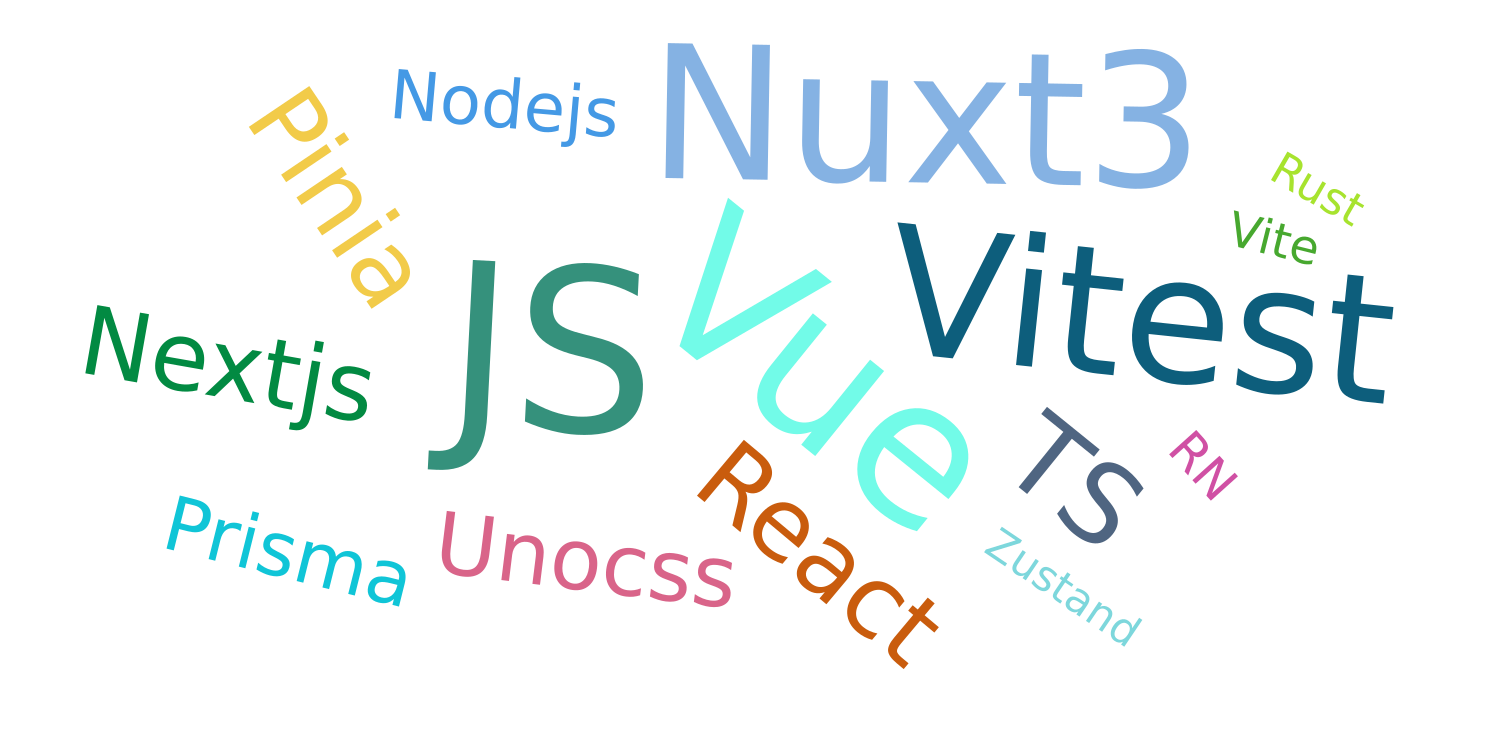 Nodejs
Nuxt3
Pinia
Rust
Vite
JS
Vue
Vitest
Nextjs
TS
RN
React
Prisma
Unocss
Zustand